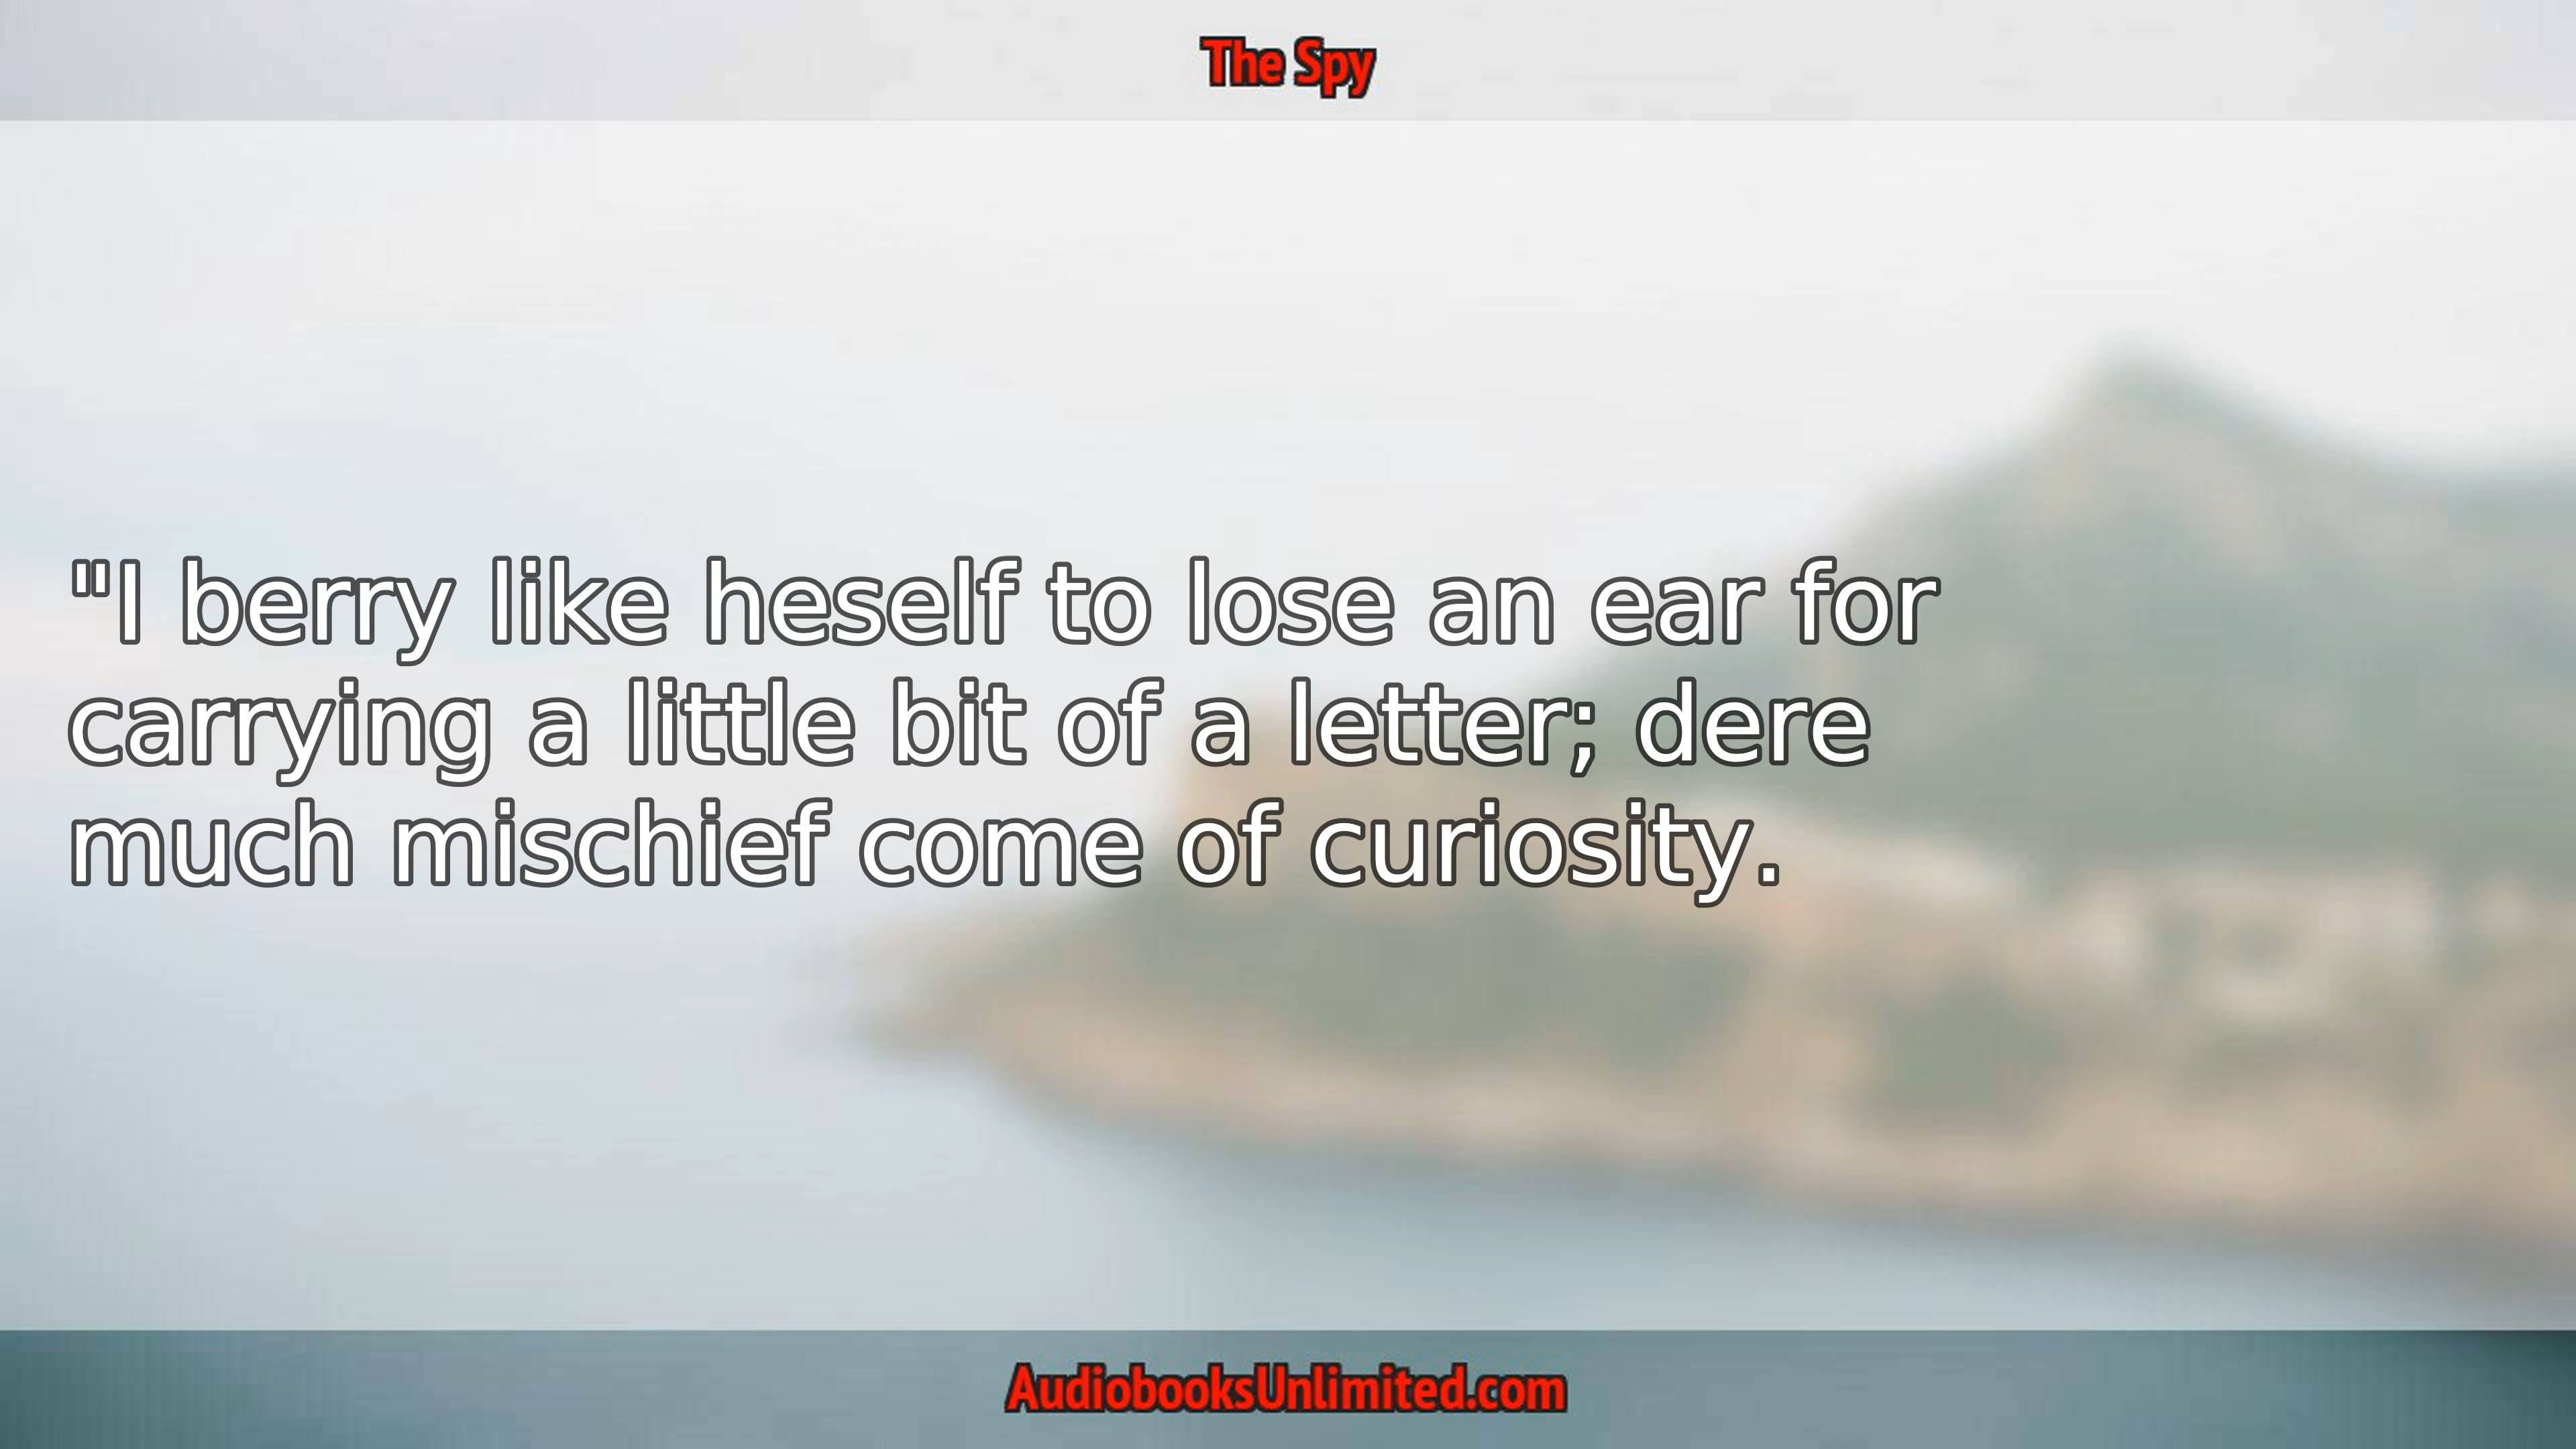 The Spy
"I berry like heself to lose an ear for
carrying a little bit of a letter; dere
much mischief come of curiosity.
AudiobooksUnlimited.com